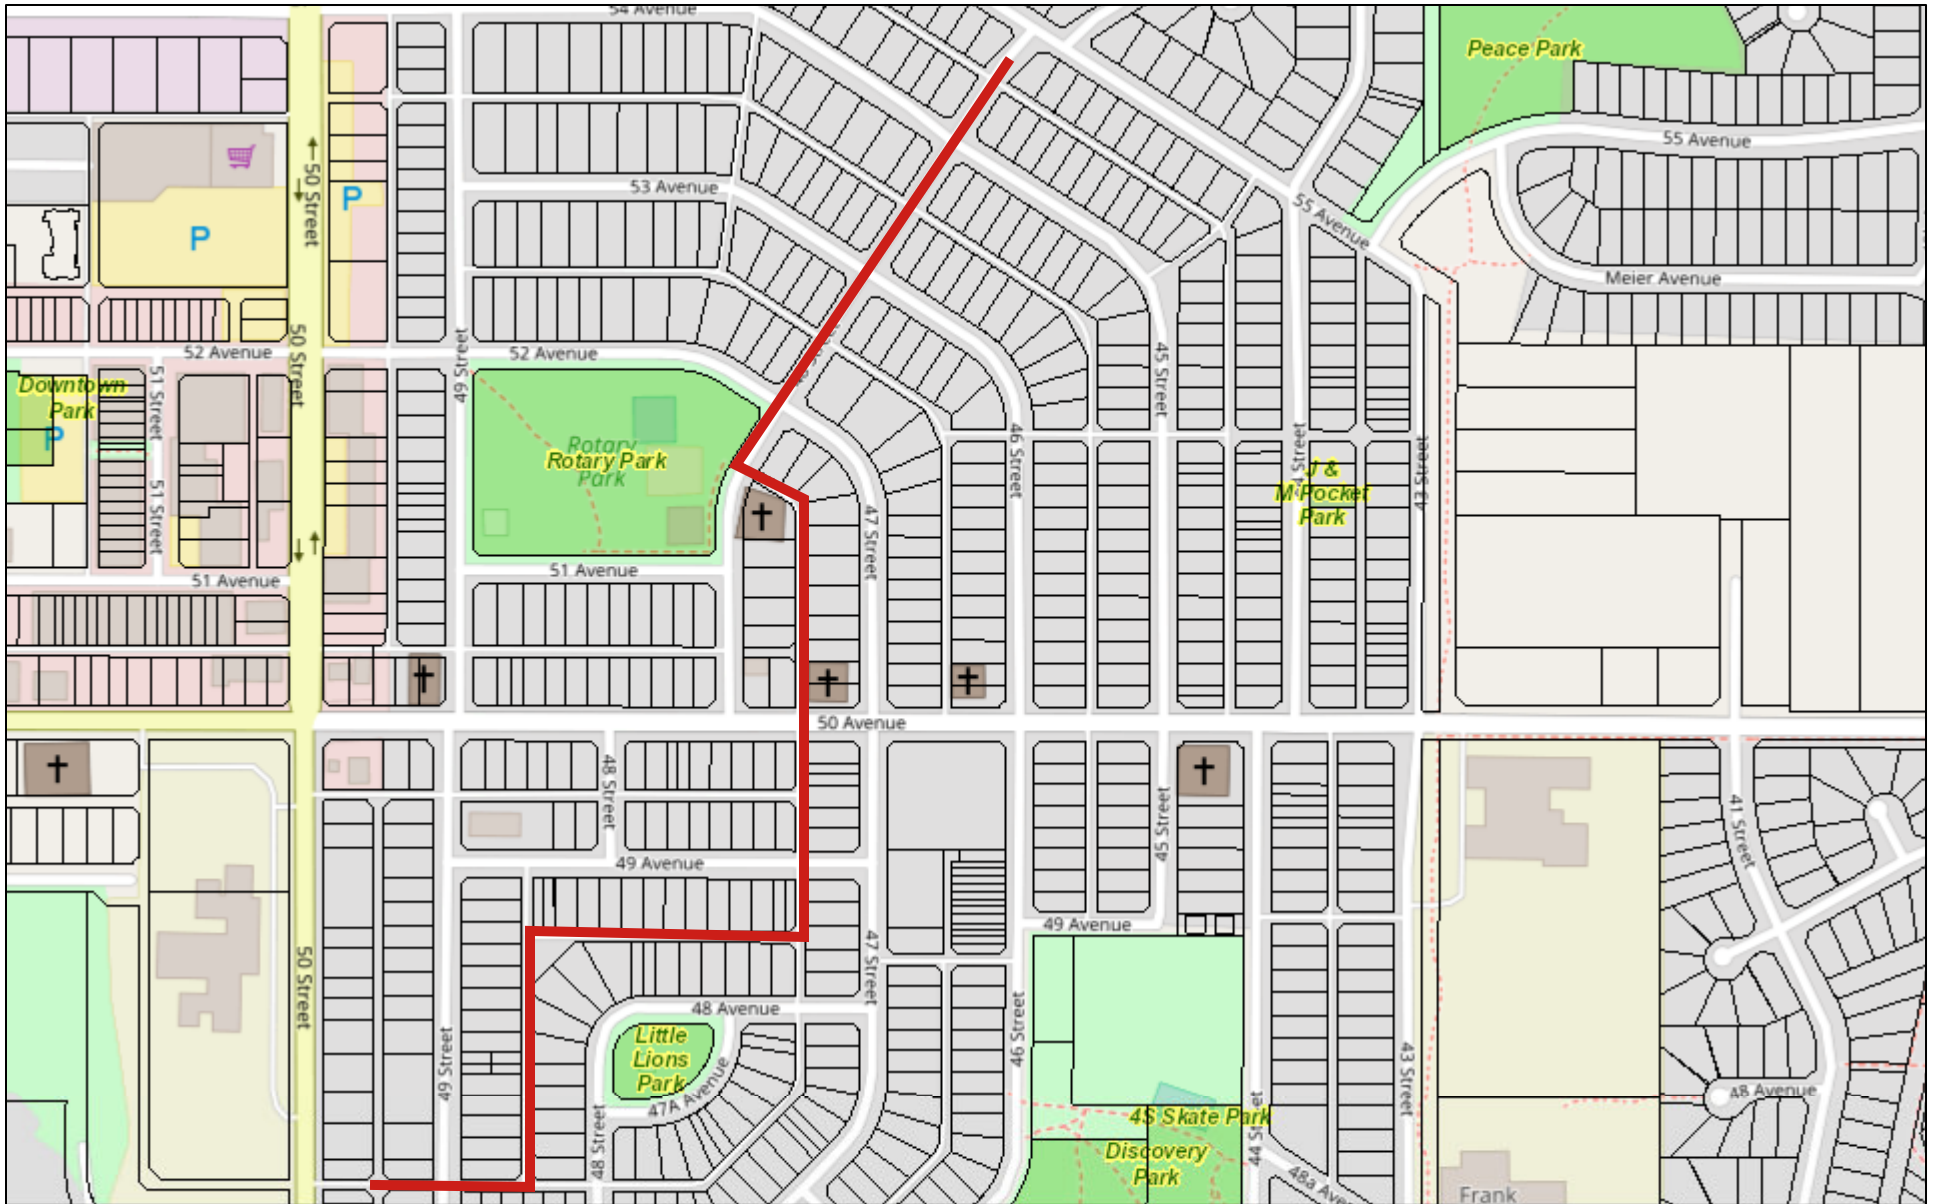 54 Avenue
Peace Park
55 Avenue
50 Street
P
P
53 Avenue
55 Avenue
Meier Avenue
52 Avenue
50 Street
49 Street
52 Avenue
45 Street
Downtown
Park
P
51 Street
Rotary
Park
Rotary Park
46 Street
44 Street
J &
M Pocket
Park
43 Street
51 Street
47 Street
51 Avenue
51 Avenue
50 Avenue
48 Street
45 Street
41 Street
49 Avenue
49 Avenue
50 Street
47 Street
48 Avenue
46 Street
49 Street
Little
Lions
Park
47A Avenue
43 Street
48 Avenue
48 Street
4S Skate Park
44 Street
Discovery
Park
48a Ave
Frank